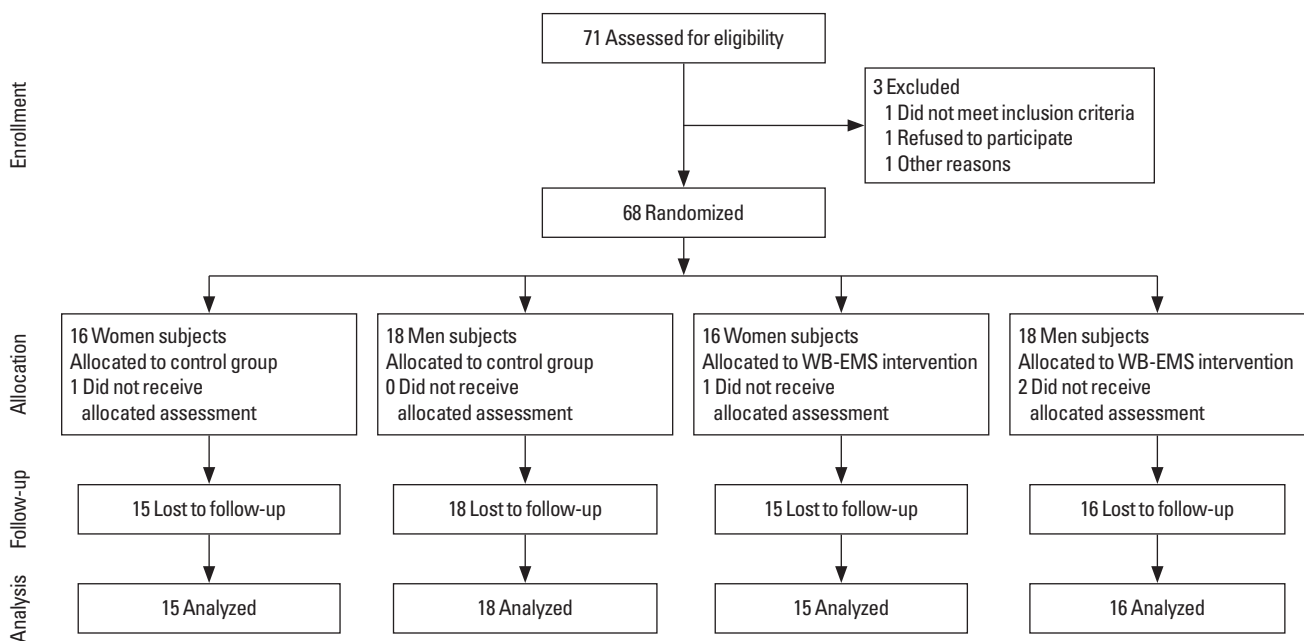 71 Assessed for eligibility
Enrollment
3 Excluded
1 Did not meet inclusion criteria
1 Refused to participate
1 Other reasons
68 Randomized
Allocation
16 Women subjects
Allocated to control group
1 Did not receive
allocated assessment
18 Men subjects
Allocated to control group
0 Did not receive
allocated assessment
16 Women subjects
Allocated to WB-EMS intervention
1 Did not receive
allocated assessment
18 Men subjects
Allocated to WB-EMS intervention
2 Did not receive
allocated assessment
Follow-up
15 Lost to follow-up
18 Lost to follow-up
15 Lost to follow-up
16 Lost to follow-up
Analysis
15 Analyzed
18 Analyzed
15 Analyzed
16 Analyzed